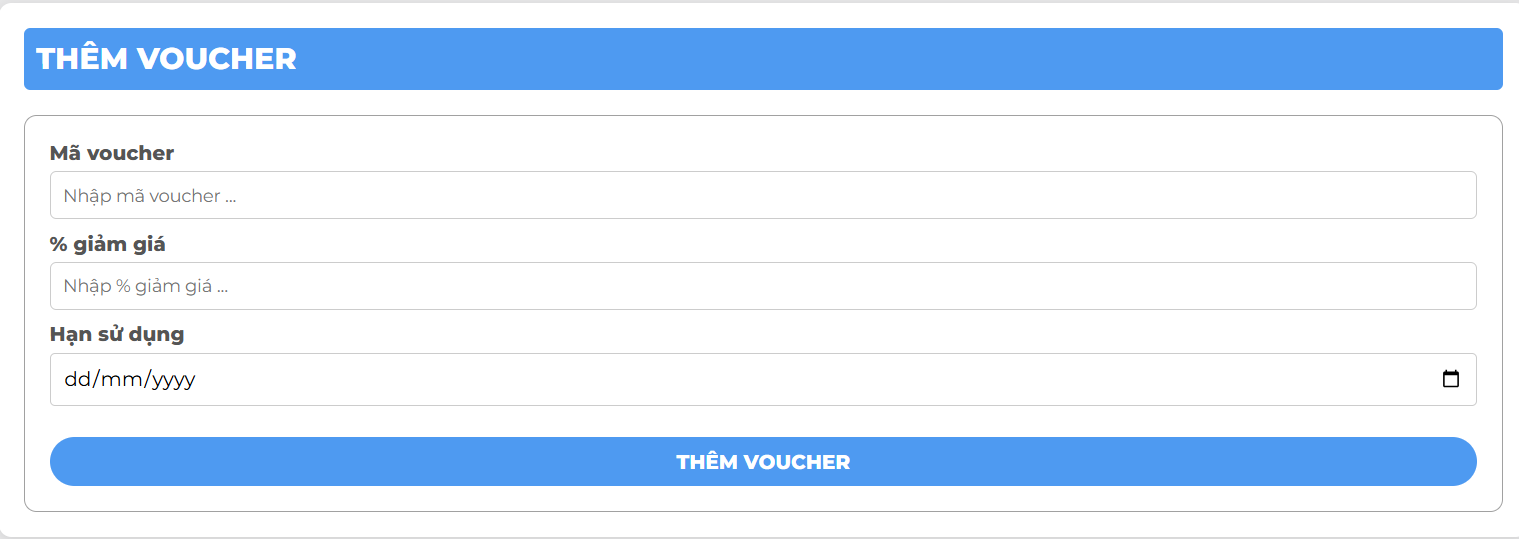 THÊM VOUCHER
Mã voucher
Nhập mã voucher ...
% giảm giá
Nhập % giảm giá ...
Hạn sử dụng
dd/mm/yyyy
THÊM VOUCHER